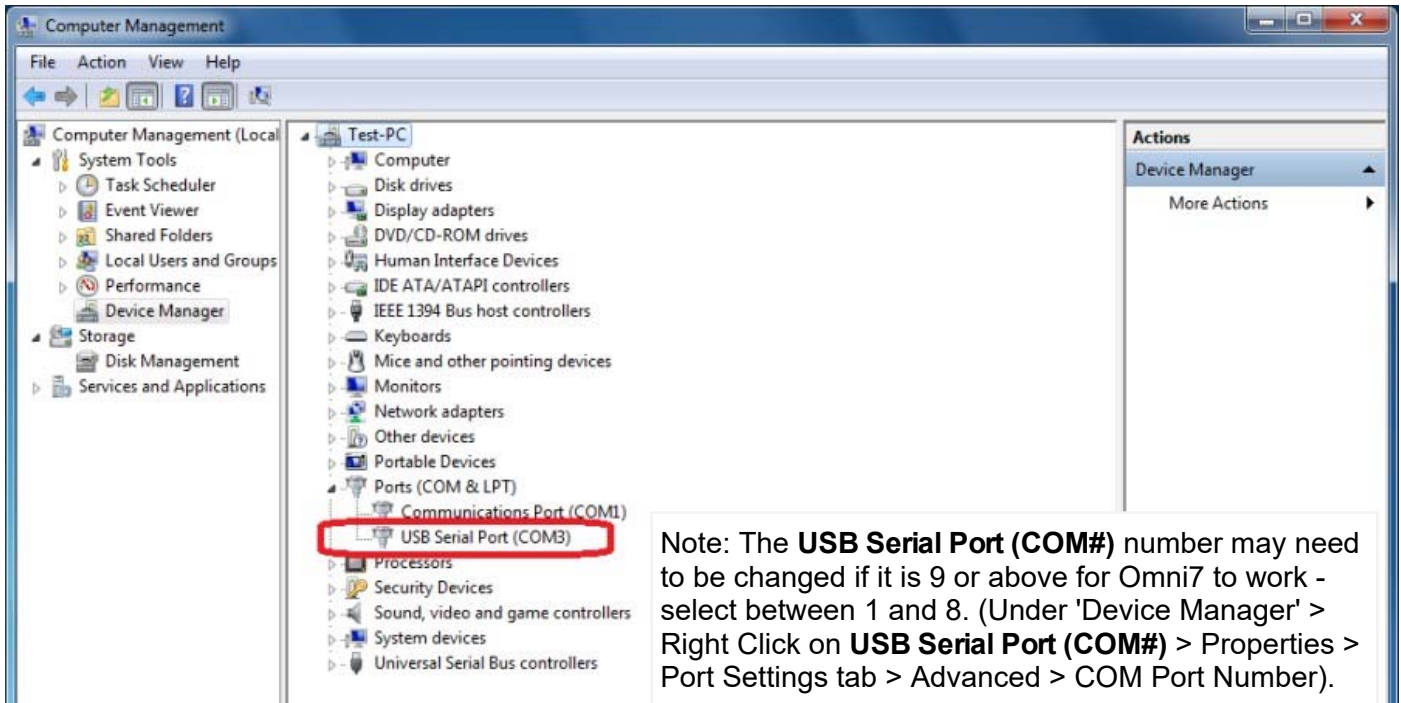 Computer Management
File Action View Help
Computer Management (Local
System Tools
Task Scheduler
Event Viewer
Shared Folders
Local Users and Groups
Performance
Device Manager
Storage
Disk Management
Services and Applications
Test-PC
Computer
Disk drives
Display adapters
DVD/CD-ROM drives
Human Interface Devices
IDE ATA/ATAPI controllers
IEEE 1394 Bus host controllers
Keyboards
Mice and other pointing devices
Monitors
Network adapters
Other devices
Portable Devices
Ports (COM & LPT)
Communications Port (COM1)
USB Serial Port (COM3)
Processors
Security Devices
Sound, video and game controllers
System devices
Universal Serial Bus controllers
Actions
Device Manager
More Actions
Note: The USB Serial Port (COM#) number may need
to be changed if it is 9 or above for Omni7 to work -
select between 1 and 8. (Under 'Device Manager' >
Right Click on USB Serial Port (COM#) > Properties >
Port Settings tab > Advanced > COM Port Number).